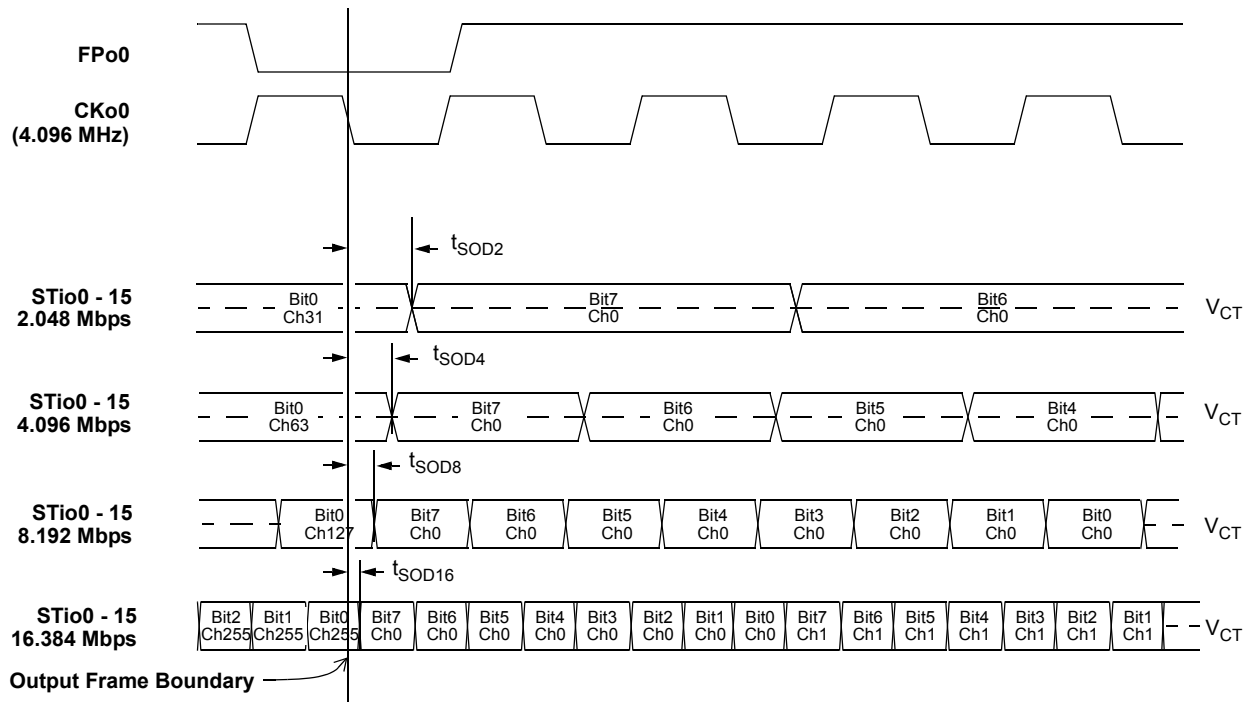 FPo0
CKo0
(4.096 MHz)
tSOD2
STio0 - 15
2.048 Mbps
Bit0
Ch31
Bit7
Ch0
Bit6
Ch0
VCT
tSOD4
STio0 - 15
4.096 Mbps
Bit0
Ch63
Bit7
Ch0
Bit6
Ch0
Bit5
Ch0
Bit4
Ch0
VCT
tSOD8
STio0 - 15
8.192 Mbps
Bit0
Ch127
Bit7
Ch0
Bit6
Ch0
Bit5
Ch0
Bit4
Ch0
Bit3
Ch0
Bit2
Ch0
Bit1
Ch0
Bit0
Ch0
VCT
tSOD16
STio0 - 15
16.384 Mbps
Bit2
Ch255
Bit1
Ch255
Bit0
Ch255
Bit7
Ch0
Bit6
Ch0
Bit5
Ch0
Bit4
Ch0
Bit3
Ch0
Bit2
Ch0
Bit1
Ch0
Bit0
Ch0
Bit7
Ch1
Bit6
Ch1
Bit5
Ch1
Bit4
Ch1
Bit3
Ch1
Bit2
Ch1
Bit1
Ch1
VCT
Output Frame Boundary